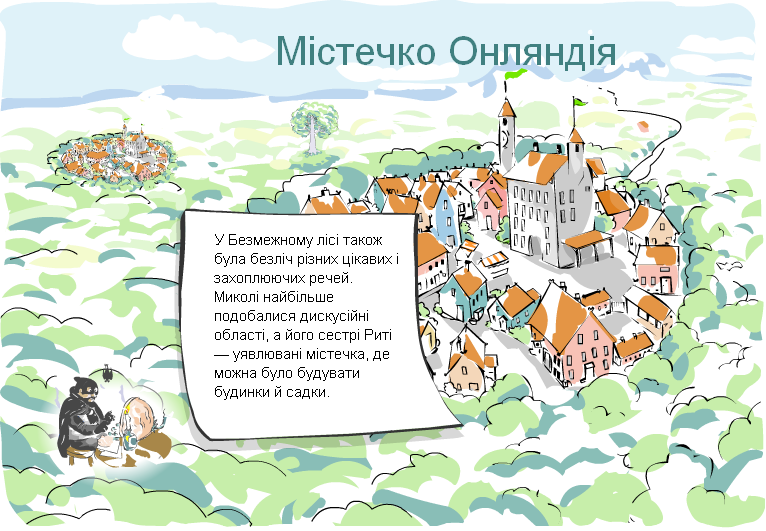 Містечко Онляндія
У Безмежному лісі також
була безліч різних цікавих і
захоплюючих речей.
Миколі найбільше
подобалися дискусійні
області, а його сестрі Риті
— уявлювані містечка, де
можна було будувати
будинки й садки.